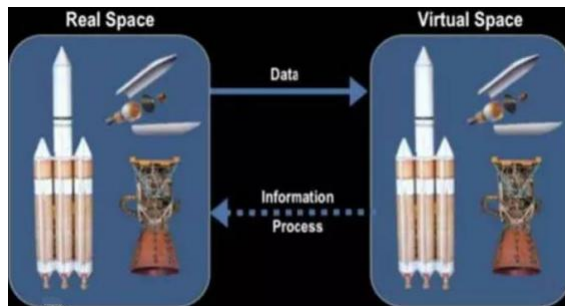 Real Space
Virtual Space
Data
Information
Process